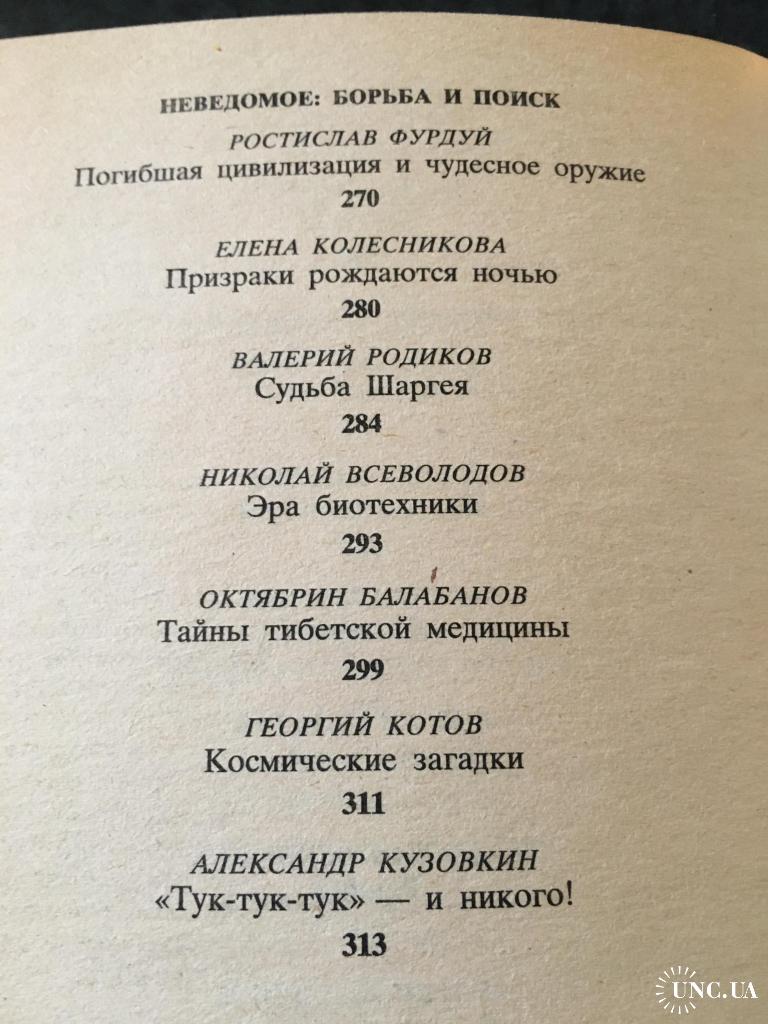 НЕВЕДОМОЕ: БОРЬБА И ПОИСК
РОСТИСЛАВ ФУРДУЙ
Погибшая цивилизация и чудесное оружие
270
ЕЛЕНА КОЛЕСНИКОВА
Призраки рождаются ночью
280
ВАЛЕРИЙ РОДИКОВ
Судьба Шаргея
284
НИКОЛАЙ ВСЕВОЛОДОВ
Эра биотехники
293
ОКТЯБРИН БАЛАБАНОВ
Тайны тибетской медицины
299
ГЕОРГИЙ КОТОВ
Космические загадки
311
АЛЕКСАНДР КУЗОВКИН
«Тук-тук-тук» — и никого!
313
UNC.UA